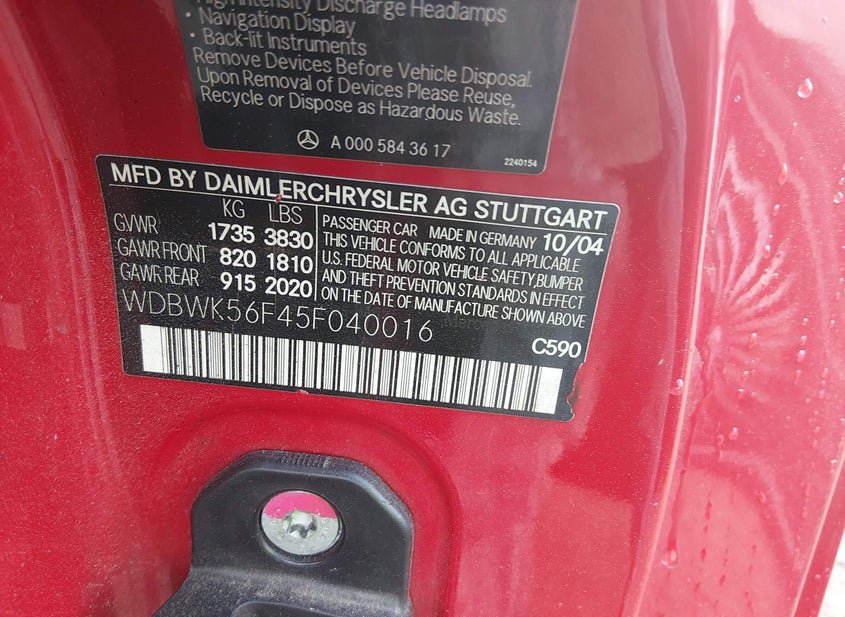 High Intensity Discharge Headlamps
· Navigation Display
· Back-lit Instruments
Remove Devices Before Vehicle Disposal.
Upon Removal of Devices Please Reuse,
Recycle or Dispose as Hazardous Waste.
A 000 584 36 17
2240154
MFD BY DAIMLERCHRYSLER AG STUTTGART
KG LBS
GVWR 1735 3830
GAWR FRONT 820 1810
GAWR REAR 915 2020
PASSENGER CAR MADE IN GERMANY 10/04
THIS VEHICLE CONFORMS TO ALL APPLICABLE
U.S. FEDERAL MOTOR VEHICLE SAFETY, BUMPER
AND THEFT PREVENTION STANDARDS IN EFFECT
ON THE DATE OF MANUFACTURE SHOWN ABOVE
WDBWK56F45F040016
C590